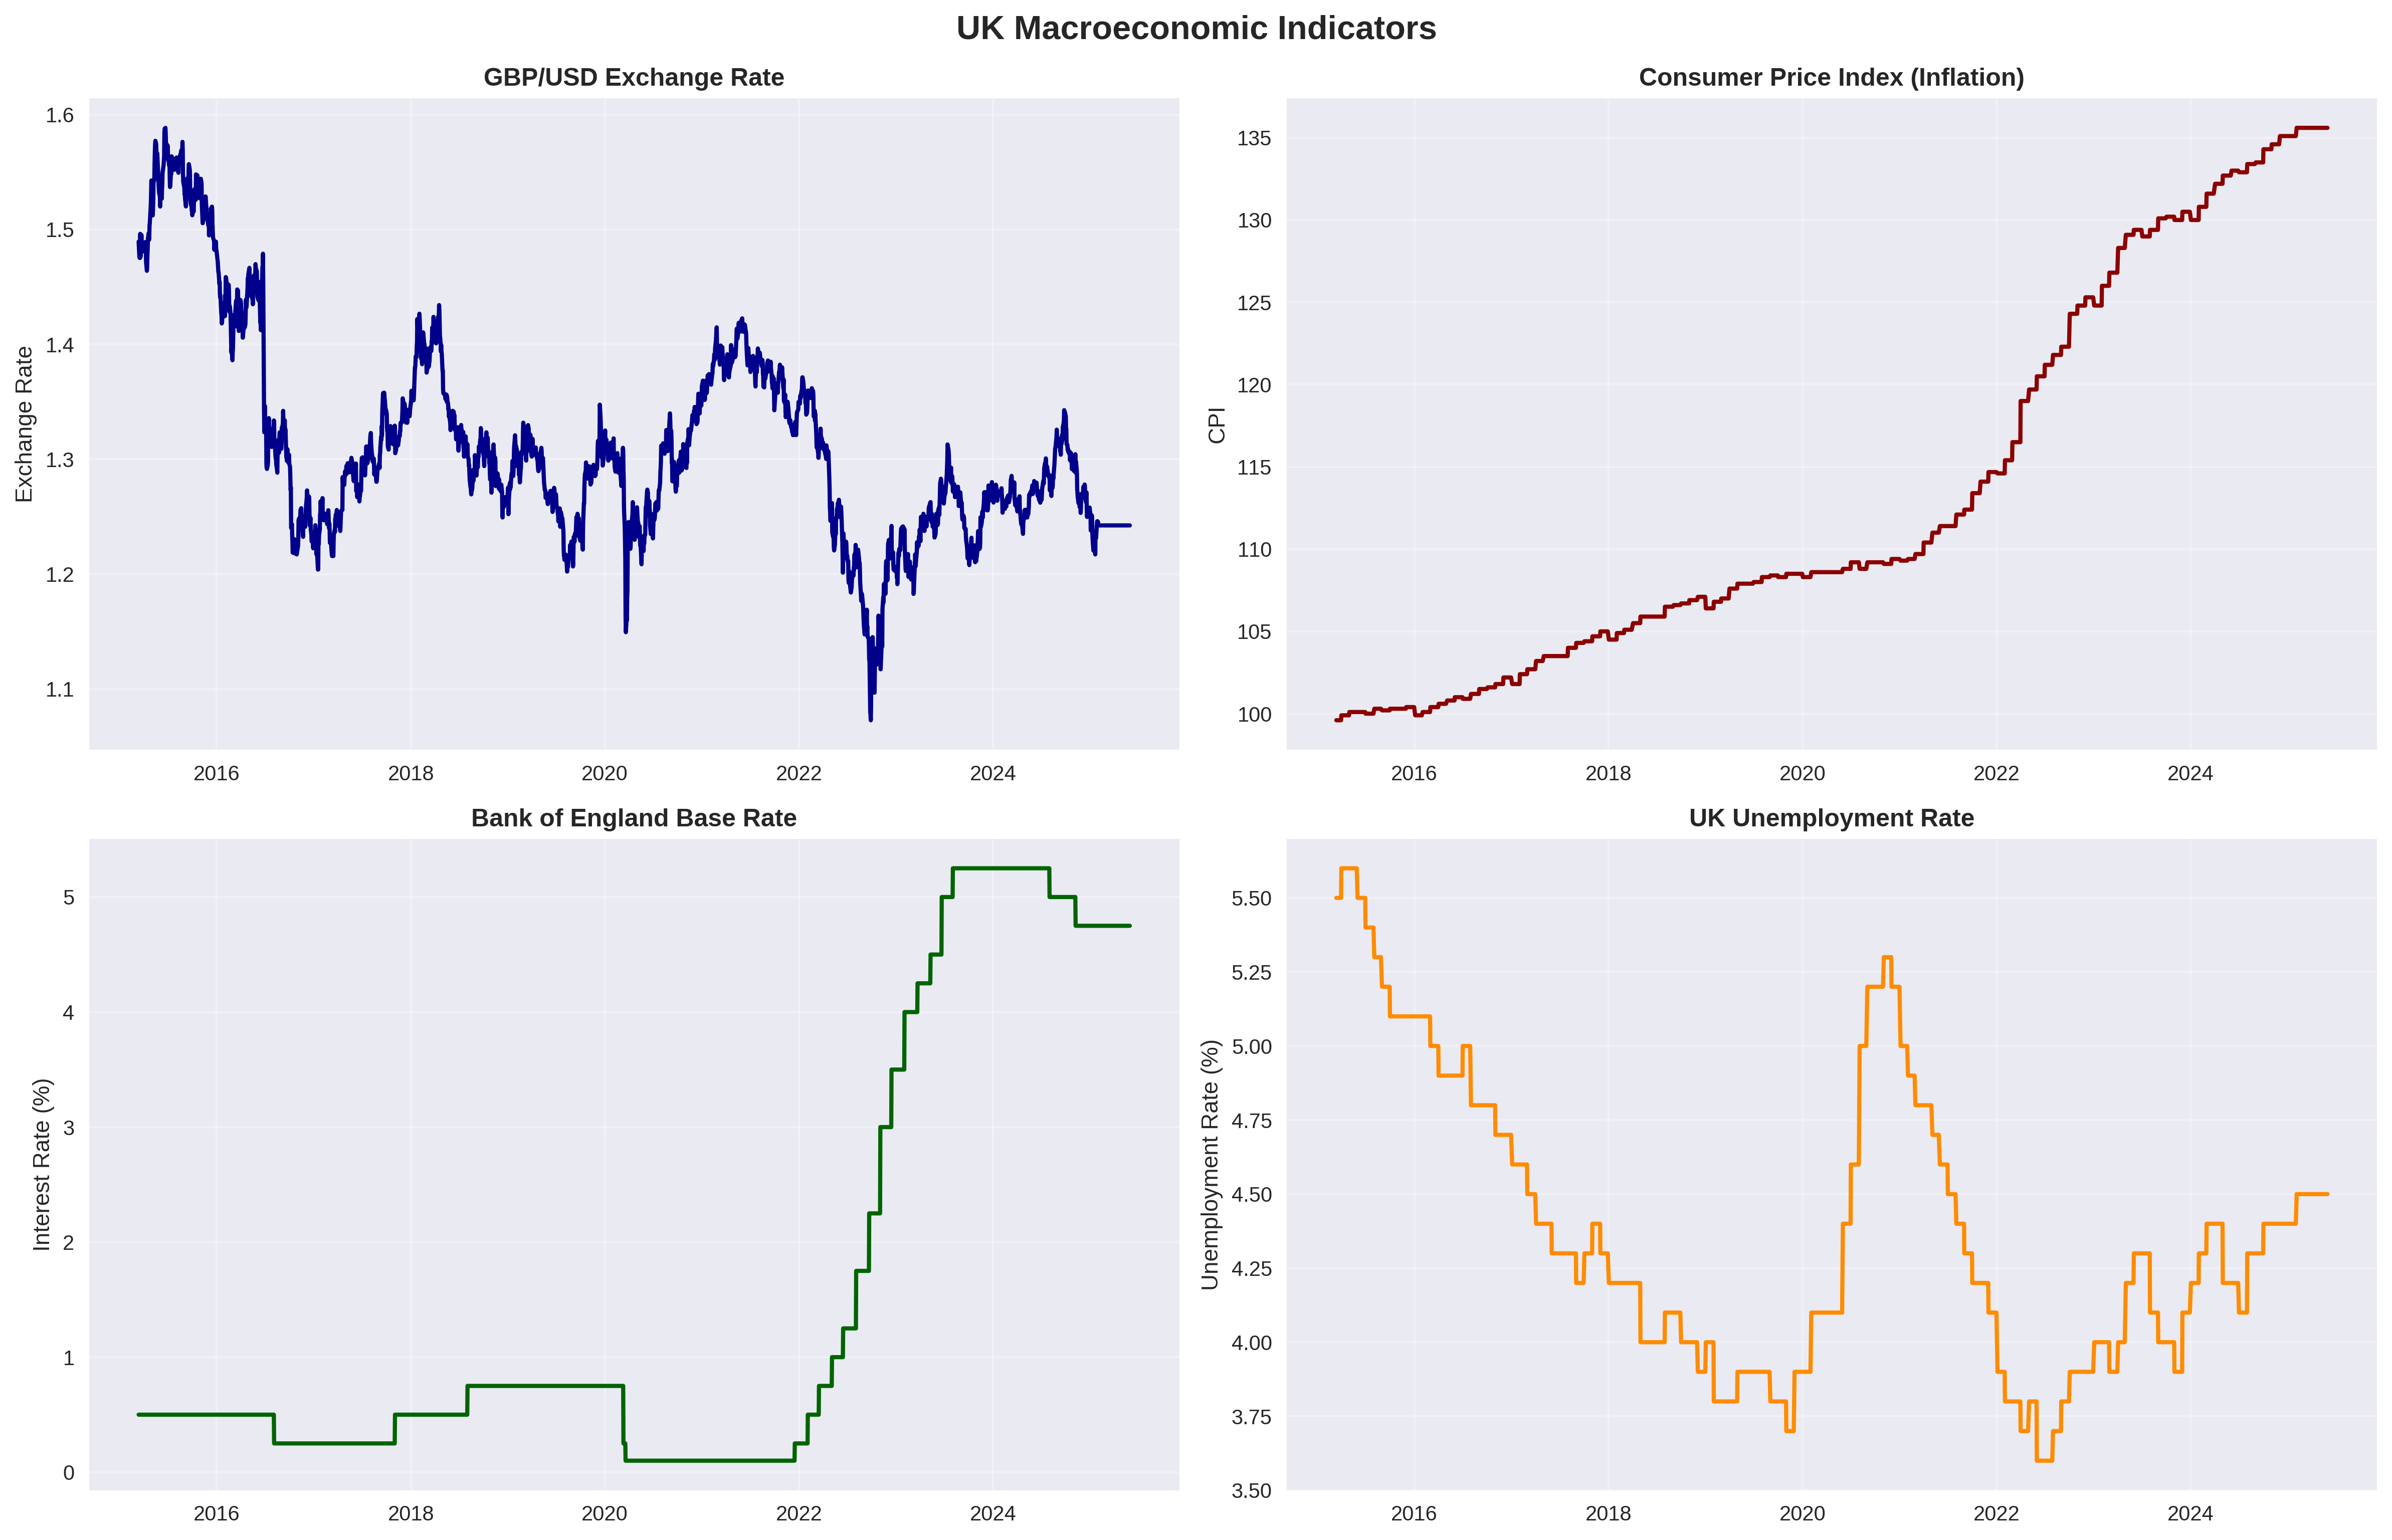 UK Macroeconomic Indicators
GBP/USD Exchange Rate
Exchange Rate
1.6
1.5
1.4
1.3
1.2
1.1
2016 2018 2020 2022 2024
Consumer Price Index (Inflation)
CPI
135
130
125
120
115
110
105
100
2016 2018 2020 2022 2024
Bank of England Base Rate
Interest Rate (%)
5
4
3
2
1
0
2016 2018 2020 2022 2024
UK Unemployment Rate
Unemployment Rate (%)
5.50
5.25
5.00
4.75
4.50
4.25
4.00
3.75
3.50
2016 2018 2020 2022 2024